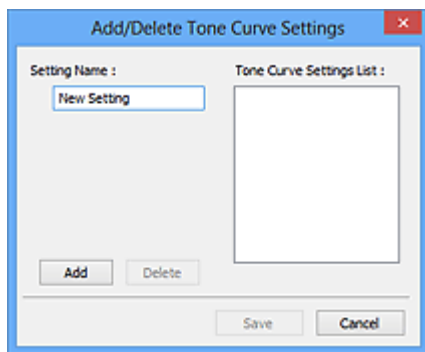 Add/Delete Tone Curve Settings
Setting Name :
Tone Curve Settings List :
New Setting
Add
Delete
Save
Cancel